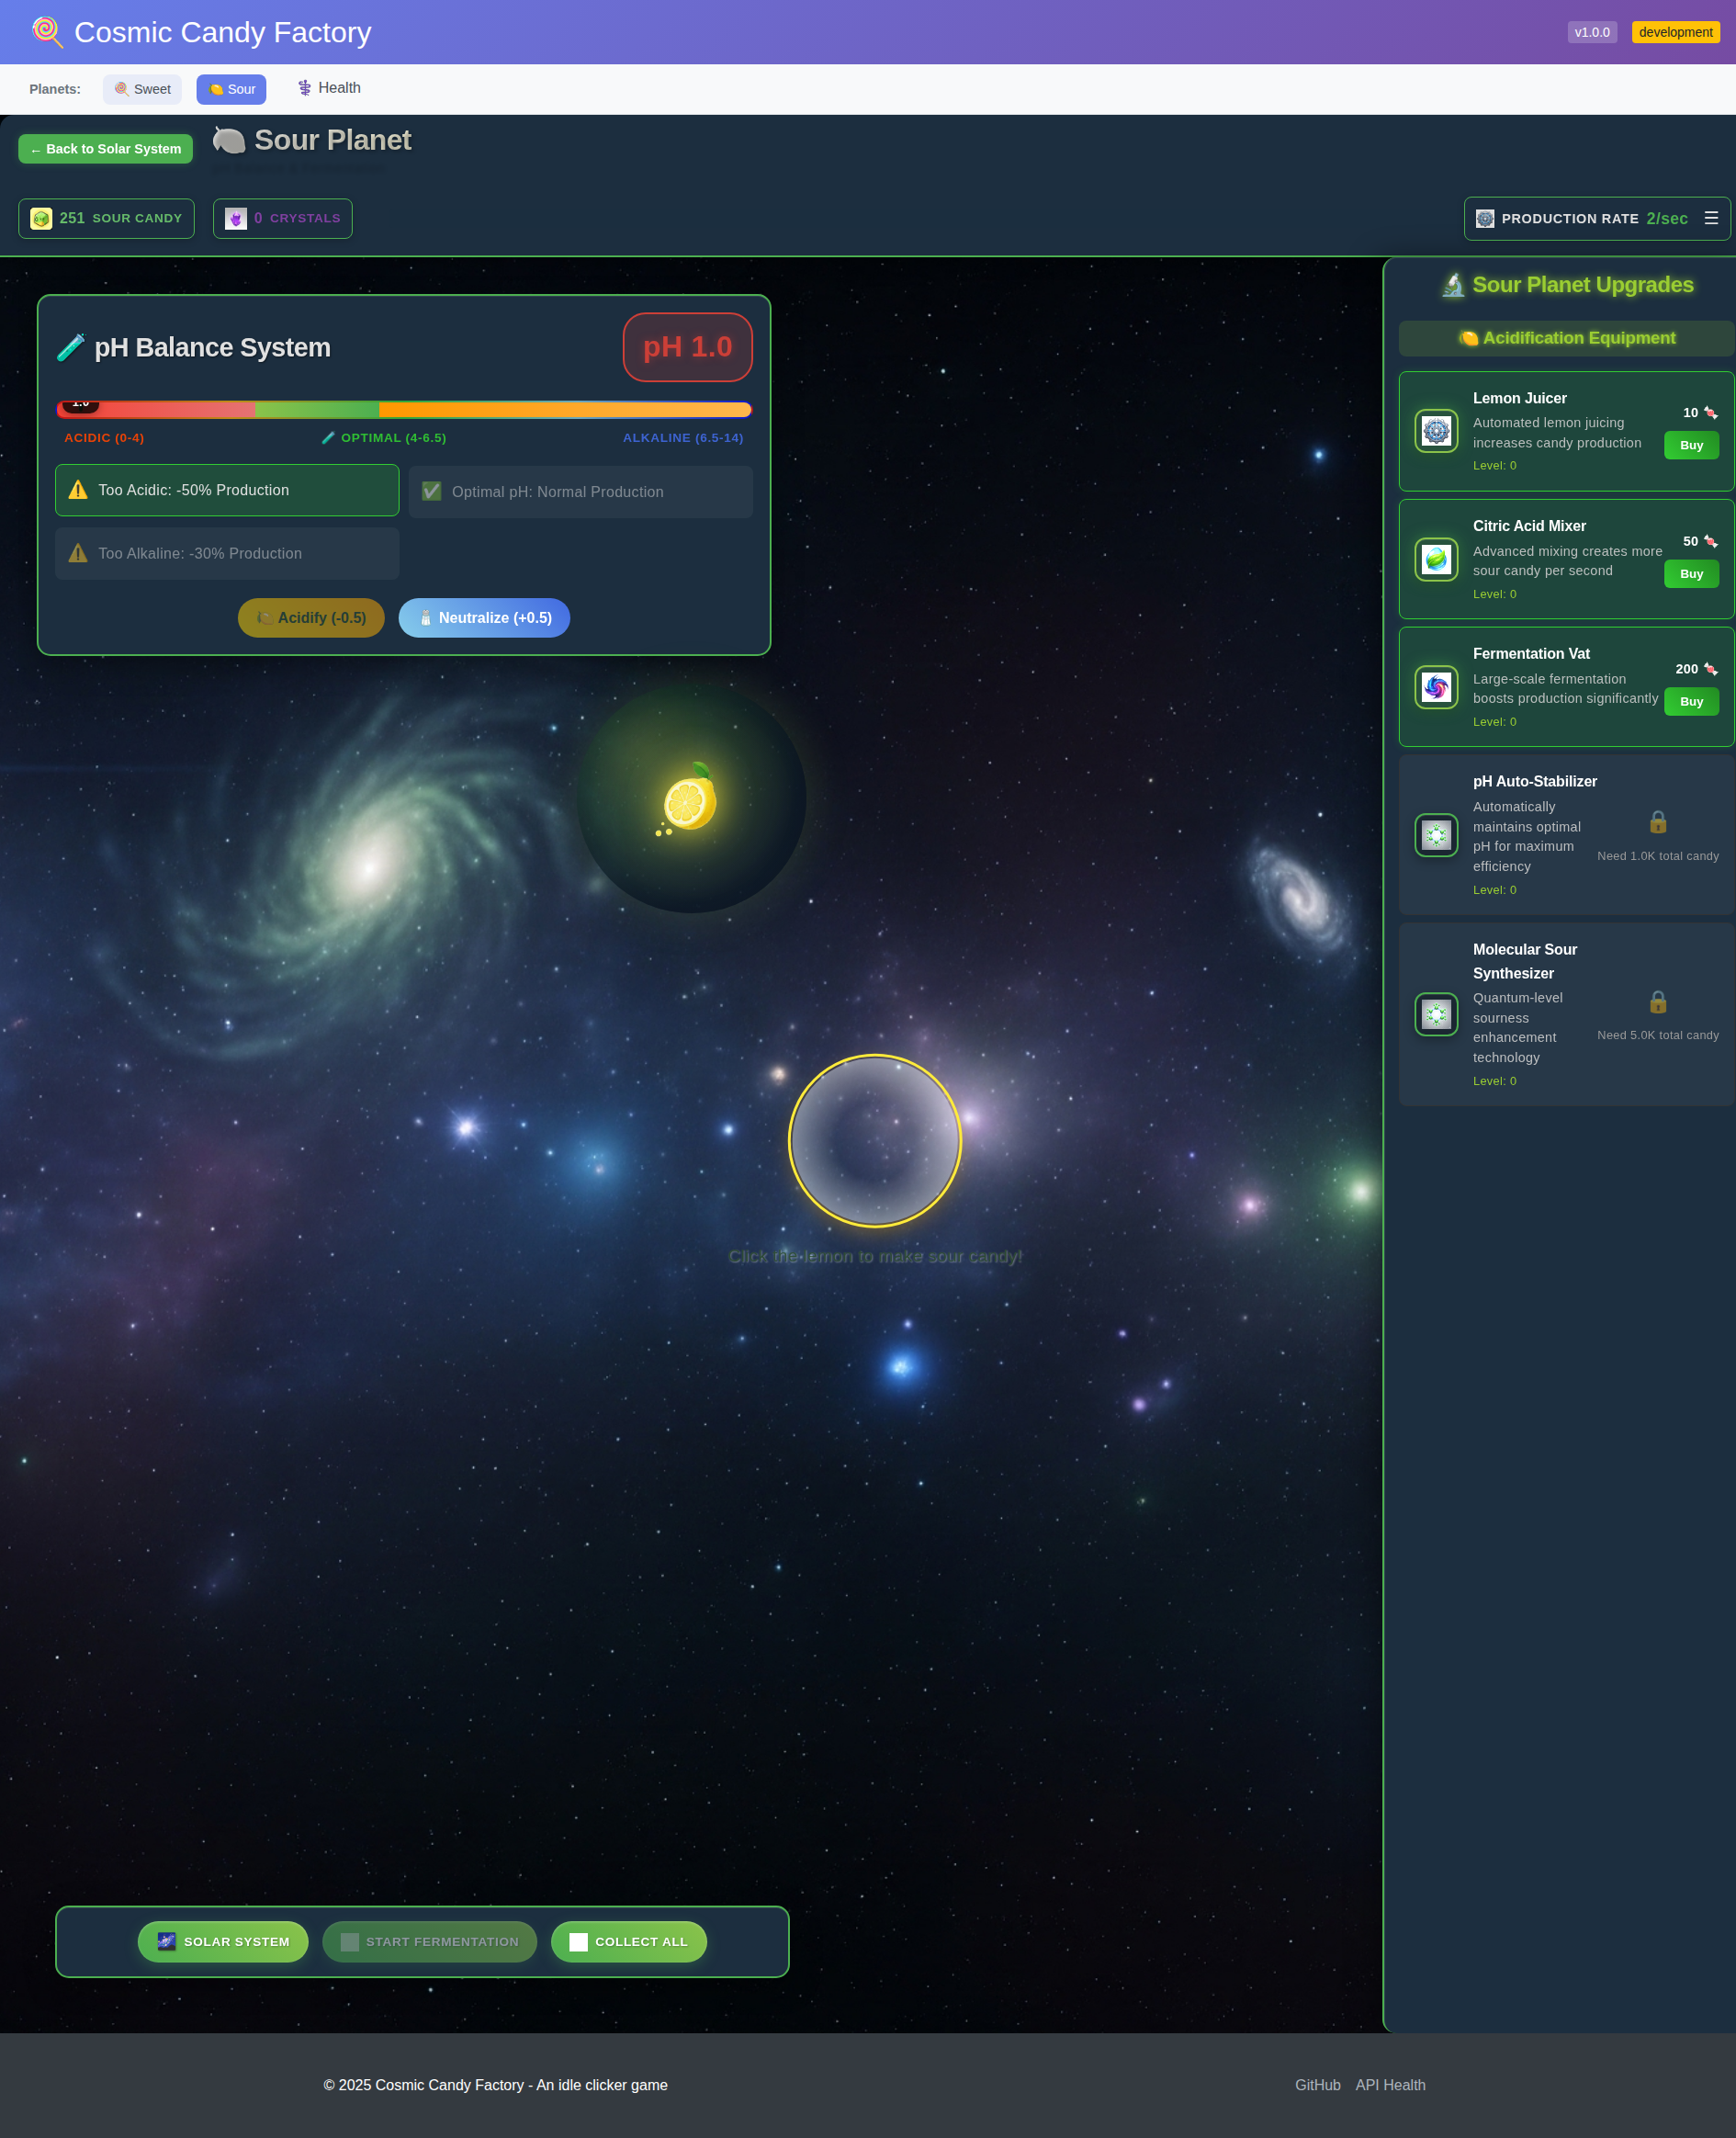 Cosmic Candy Factory
v1.0.0
development
Planets:
Sweet
Sour
Health
← Back to Solar System
Sour Planet
251 SOUR CANDY
0 CRYSTALS
PRODUCTION RATE 2/sec ☰
pH Balance System
pH 1.0
1.0
ACIDIC (0-4)
OPTIMAL (4-6.5)
ALKALINE (6.5-14)
Too Acidic: -50% Production
Optimal pH: Normal Production
Too Alkaline: -30% Production
Acidify (-0.5)
Neutralize (+0.5)
Click the lemon to make sour candy!
SOLAR SYSTEM
START FERMENTATION
COLLECT ALL
Sour Planet Upgrades
Acidification Equipment
Lemon Juicer
Automated lemon juicing
increases candy production
Level: 0
10
Buy
Citric Acid Mixer
Advanced mixing creates more
sour candy per second
Level: 0
50
Buy
Fermentation Vat
Large-scale fermentation
boosts production significantly
Level: 0
200
Buy
pH Auto-Stabilizer
Automatically
maintains optimal
pH for maximum
efficiency
Level: 0
Need 1.0K total candy
Molecular Sour
Synthesizer
Quantum-level
sourness
enhancement
technology
Level: 0
Need 5.0K total candy
© 2025 Cosmic Candy Factory - An idle clicker game
GitHub
API Health